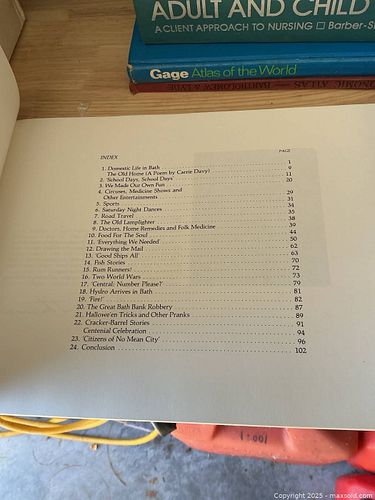 ADULT AND CHILD
A CLIENT APPROACH TO NURSING Barber-S
Gage Atlas of the World
BARTHOLOMEW & LYDE
INDEX PAGE
1. Domestic Life in Bath 1
The Old Home (A Poem by Carrie Davy) 9
2. 'School Days, School Days' 11
3. We Made Our Own Fun 20
4. Circuses, Medicine Shows and
Other Entertainments 29
5. Sports 31
6. Saturday Night Dances 34
7. Road Travel 35
8. The Old Lamplighter 38
9. Doctors, Home Remedies and Folk Medicine 39
10. Food For The Soul 44
11. 'Everything We Needed' 50
12. Drawing the Mail 62
13. 'Good Ships All' 63
14. Fish Stories 70
15. Rum Runners! 72
16. Two World Wars 73
17. 'Central: Number Please?' 79
18. Hydro Arrives in Bath 81
19. 'Fire!' 82
20. The Great Bath Bank Robbery 87
21. Hallowe'en Tricks and Other Pranks 89
22. Cracker-Barrel Stories 91
Centenial Celebration 94
23. 'Citizens of No Mean City' 96
24. Conclusion 102
Copyright 2025 - maxsold.com